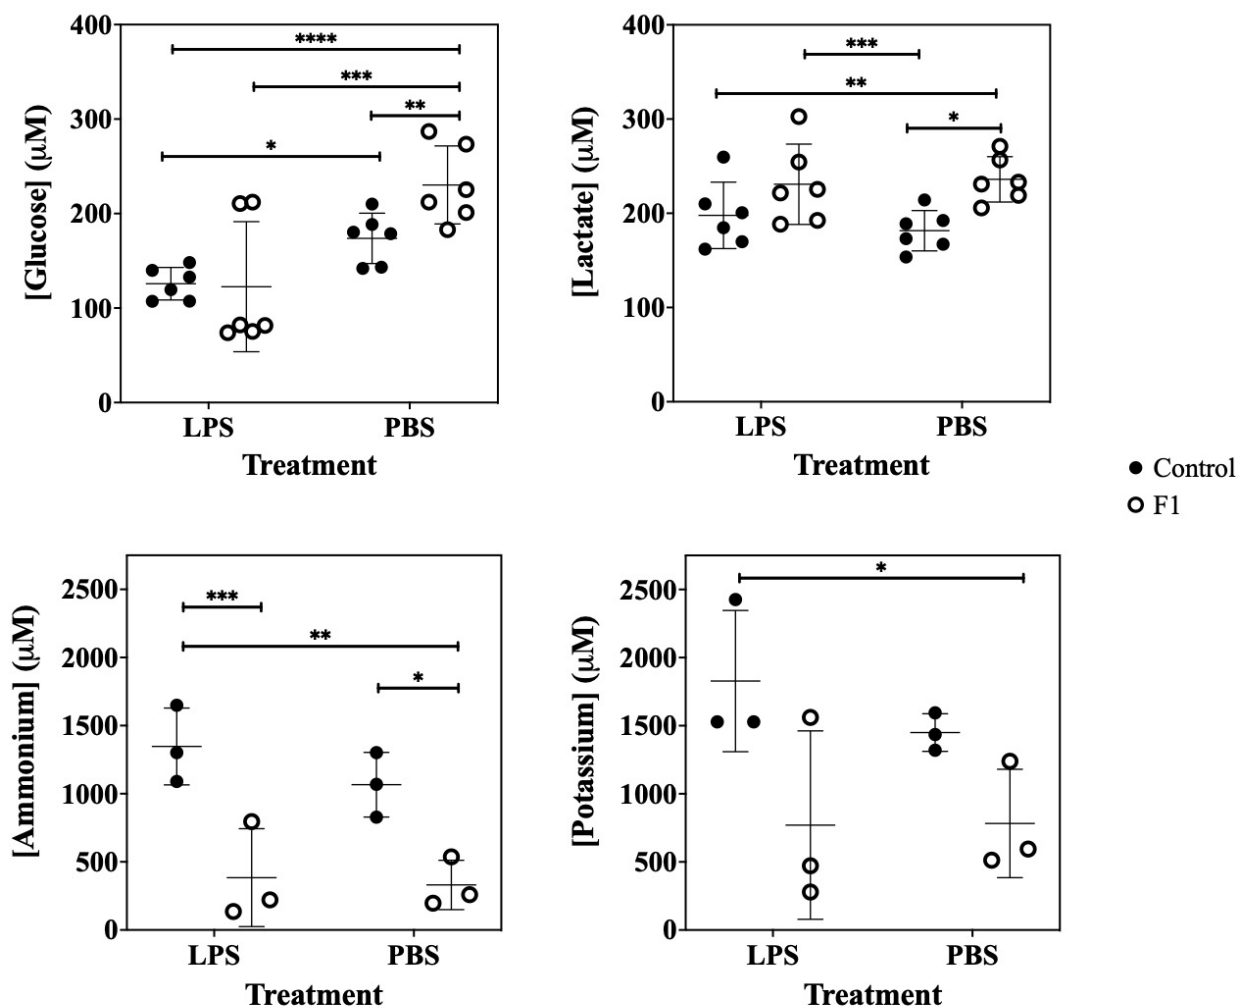 400
300
200
100
0
[Glucose] (μM)
****
***
**
*
LPS
PBS
Treatment
400
300
200
100
0
[Lactate] (μM)
***
**
*
LPS
PBS
Treatment
Control
F1
2500
2000
1500
1000
500
0
[Ammonium] (μM)
***
**
*
LPS
PBS
Treatment
2500
2000
1500
1000
500
0
[Potassium] (μM)
*
LPS
PBS
Treatment